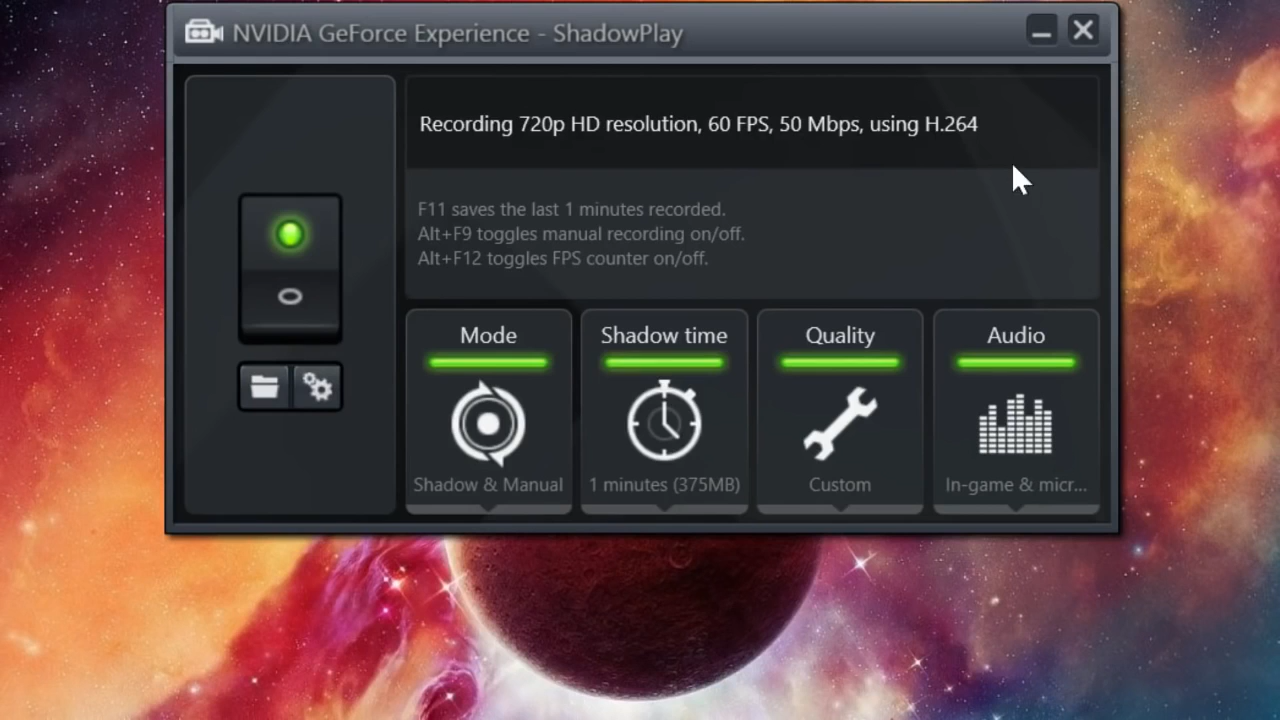 NVIDIA GeForce Experience - ShadowPlay
Recording 720p HD resolution, 60 FPS, 50 Mbps, using H.264
F11 saves the last 1 minutes recorded.
Alt+F9 toggles manual recording on/off.
Alt+F12 toggles FPS counter on/off.
Mode
Shadow & Manual
Shadow time
1 minutes (375MB)
Quality
Custom
Audio
In-game & micr...